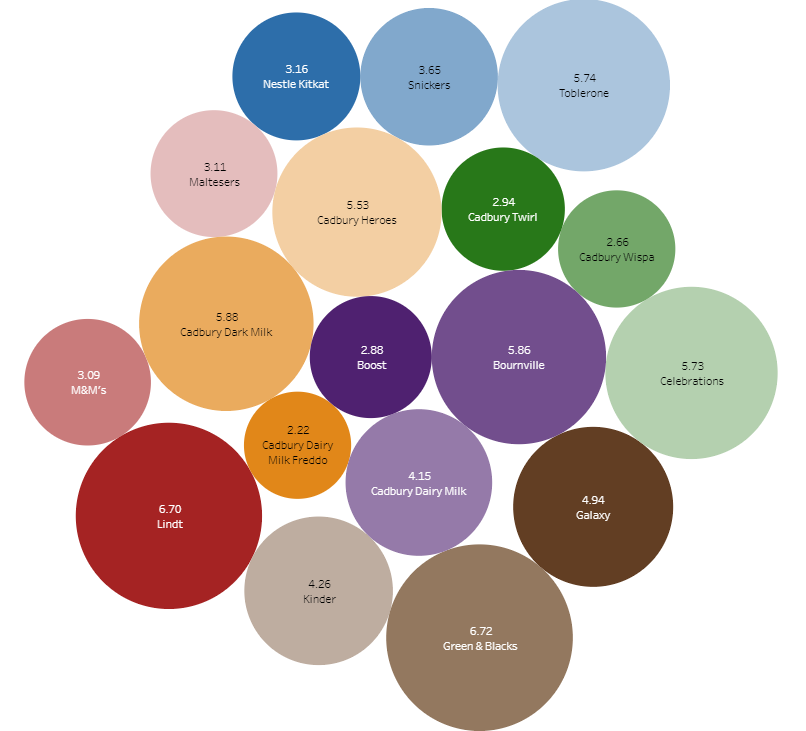 3.16
Nestle Kitkat
3.65
Snickers
5.74
Toblerone
3.11
Maltesers
5.53
Cadbury Heroes
2.94
Cadbury Twirl
2.66
Cadbury Wispa
5.88
Cadbury Dark Milk
2.88
Boost
5.86
Bournville
5.73
Celebrations
3.09
M&M's
2.22
Cadbury Dairy
Milk Freddo
4.15
Cadbury Dairy Milk
4.94
Galaxy
6.70
Lindt
4.26
Kinder
6.72
Green & Blacks